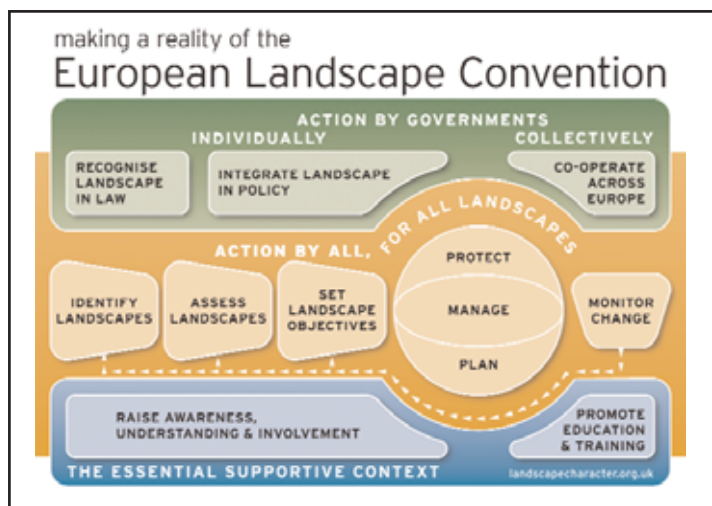 making a reality of the
European Landscape Convention
ACTION BY GOVERNMENTS
INDIVIDUALLY
COLLECTIVELY
RECOGNISE
LANDSCAPE
IN LAW
INTEGRATE LANDSCAPE
IN POLICY
CO-OPERATE
ACROSS
EUROPE
ACTION BY ALL, FOR ALL LANDSCAPES
IDENTIFY
LANDSCAPES
ASSESS
LANDSCAPES
SET
LANDSCAPE
OBJECTIVES
PROTECT
MANAGE
PLAN
MONITOR
CHANGE
RAISE AWARENESS,
UNDERSTANDING & INVOLVEMENT
PROMOTE
EDUCATION
& TRAINING
THE ESSENTIAL SUPPORTIVE CONTEXT
landscapecharacter.org.uk